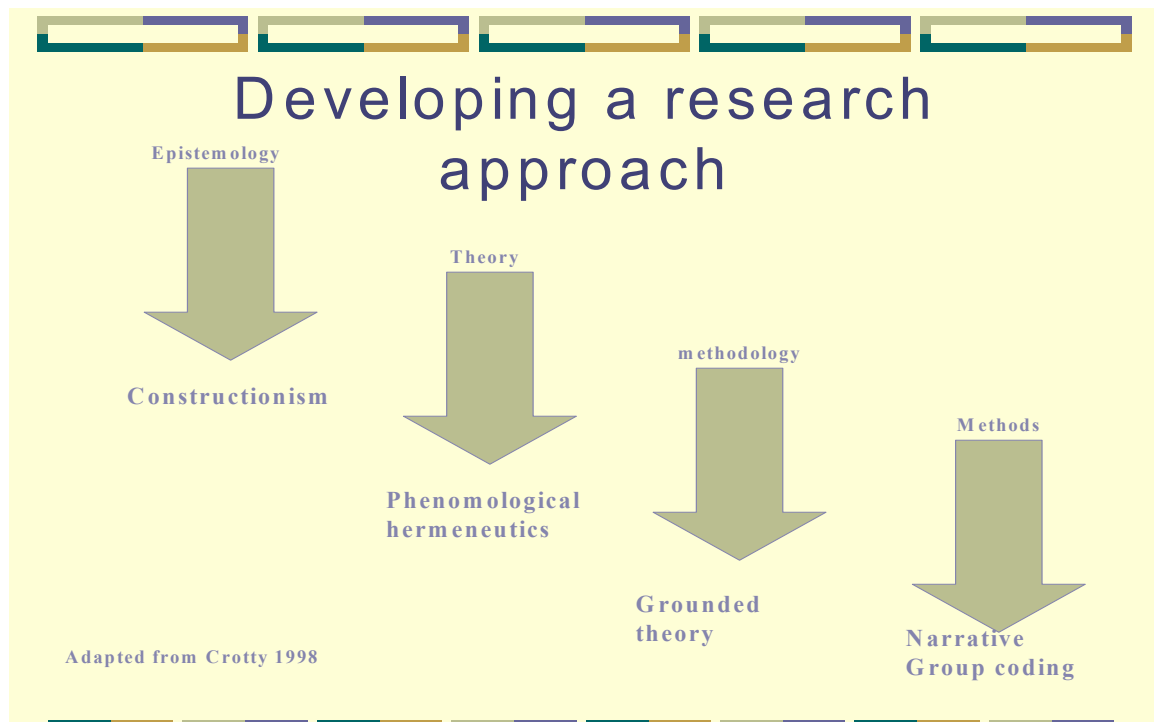 Developing a research
approach
Epistemology
Constructionism
Theory
Phenomological
hermeneutics
methodology
Grounded
theory
Methods
Narrative
Group coding
Adapted from Crotty 1998